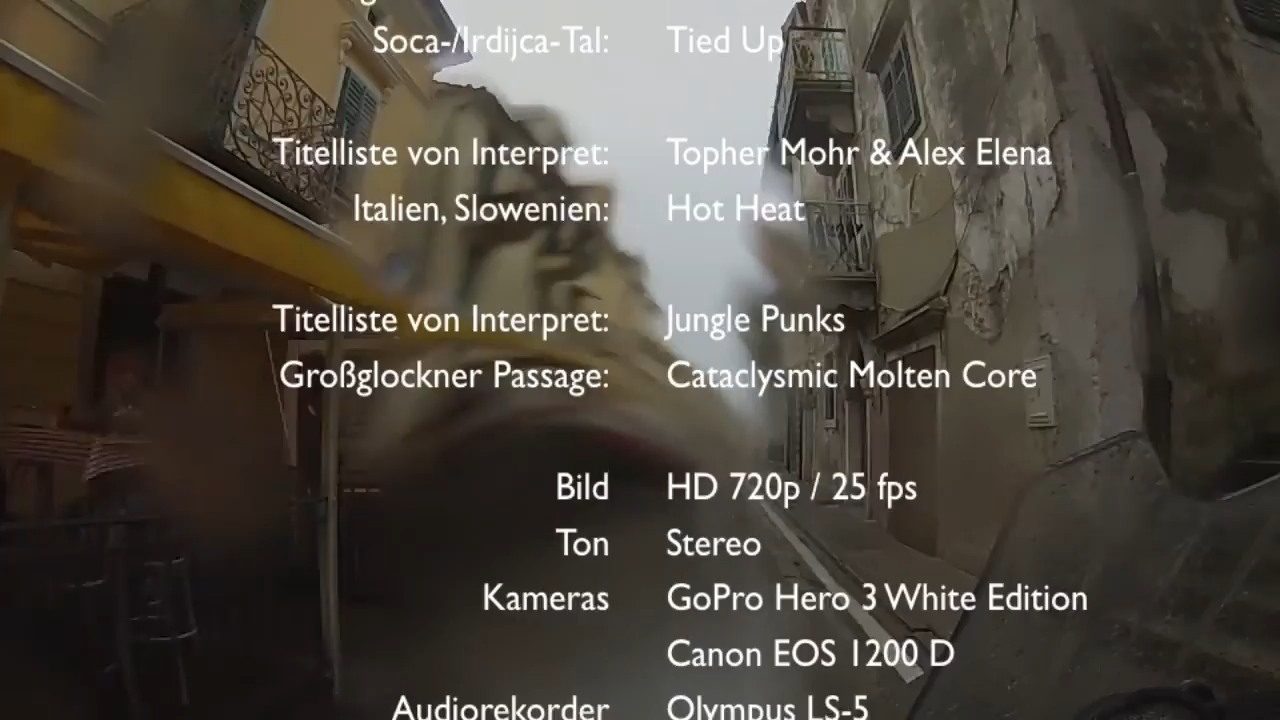 Soca-/Irdijca-Tal: Tied Up
Titelliste von Interpret: Topher Mohr & Alex Elena
Italien, Slowenien: Hot Heat
Titelliste von Interpret: Jungle Punks
Großglockner Passage: Cataclysmic Molten Core
Bild HD 720p / 25 fps
Ton Stereo
Kameras GoPro Hero 3 White Edition
Canon EOS 1200 D
Audiorekorder Olympus LS-5